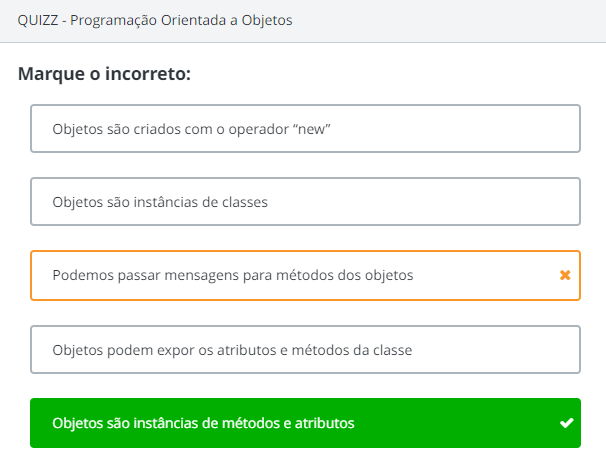 QUIZZ - Programação Orientada a Objetos
Marque o incorreto:
Objetos são criados com o operador “new”
Objetos são instâncias de classes
Podemos passar mensagens para métodos dos objetos
Objetos podem expor os atributos e métodos da classe
Objetos são instâncias de métodos e atributos